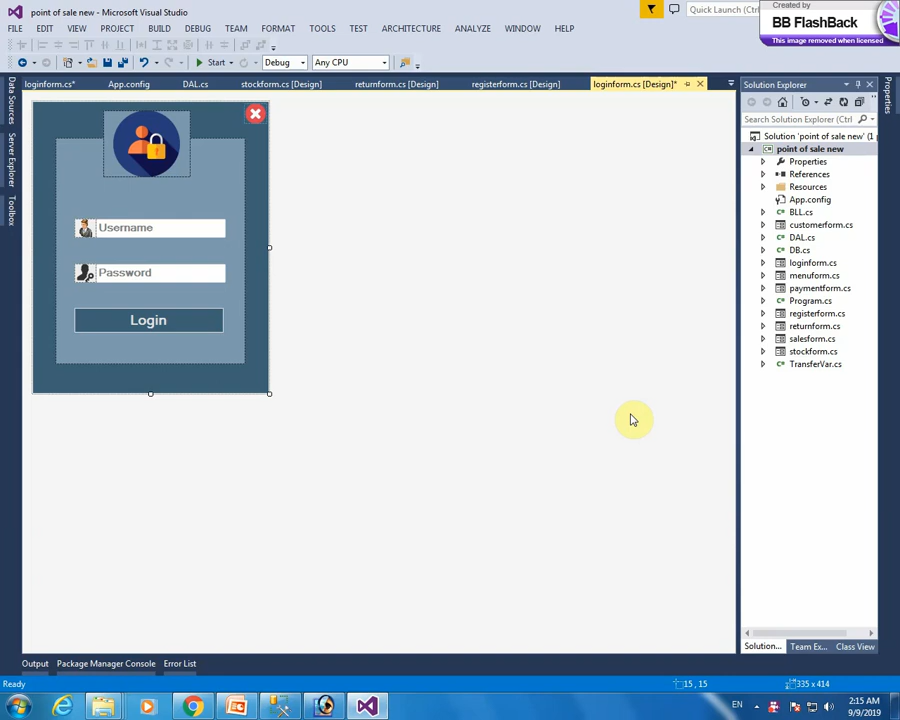 point of sale new - Microsoft Visual Studio
Quick Launch (Ctrl
Created by
BB FlashBack
This image removed when licensed
FILE EDIT VIEW PROJECT BUILD DEBUG TEAM FORMAT TOOLS TEST ARCHITECTURE ANALYZE WINDOW HELP
Start Debug Any CPU
loginform.cs* App.config DAL.cs stockform.cs [Design] returnform.cs [Design] registerform.cs [Design] loginform.cs [Design]*
Data Sources
Server Explorer
Toolbox
Username
Password
Login
Solution Explorer
Search Solution Explorer (Ctrl
Solution 'point of sale new' (1
point of sale new
Properties
References
Resources
App.config
BLL.cs
customerform.cs
DAL.cs
DB.cs
loginform.cs
menuform.cs
paymentform.cs
Program.cs
registerform.cs
returnform.cs
salesform.cs
stockform.cs
TransferVar.cs
Properties
Solution... Team Ex... Class View
Output Package Manager Console Error List
Ready 15 , 15 335 x 414
EN 2:15 AM
9/9/2019